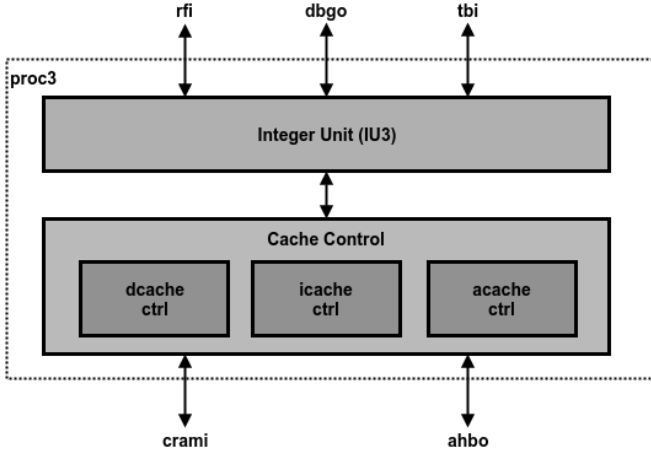 rfi dbgo tbi
proc3
Integer Unit (IU3)
Cache Control
dcache icache acache
ctrl ctrl ctrl
crami ahbo